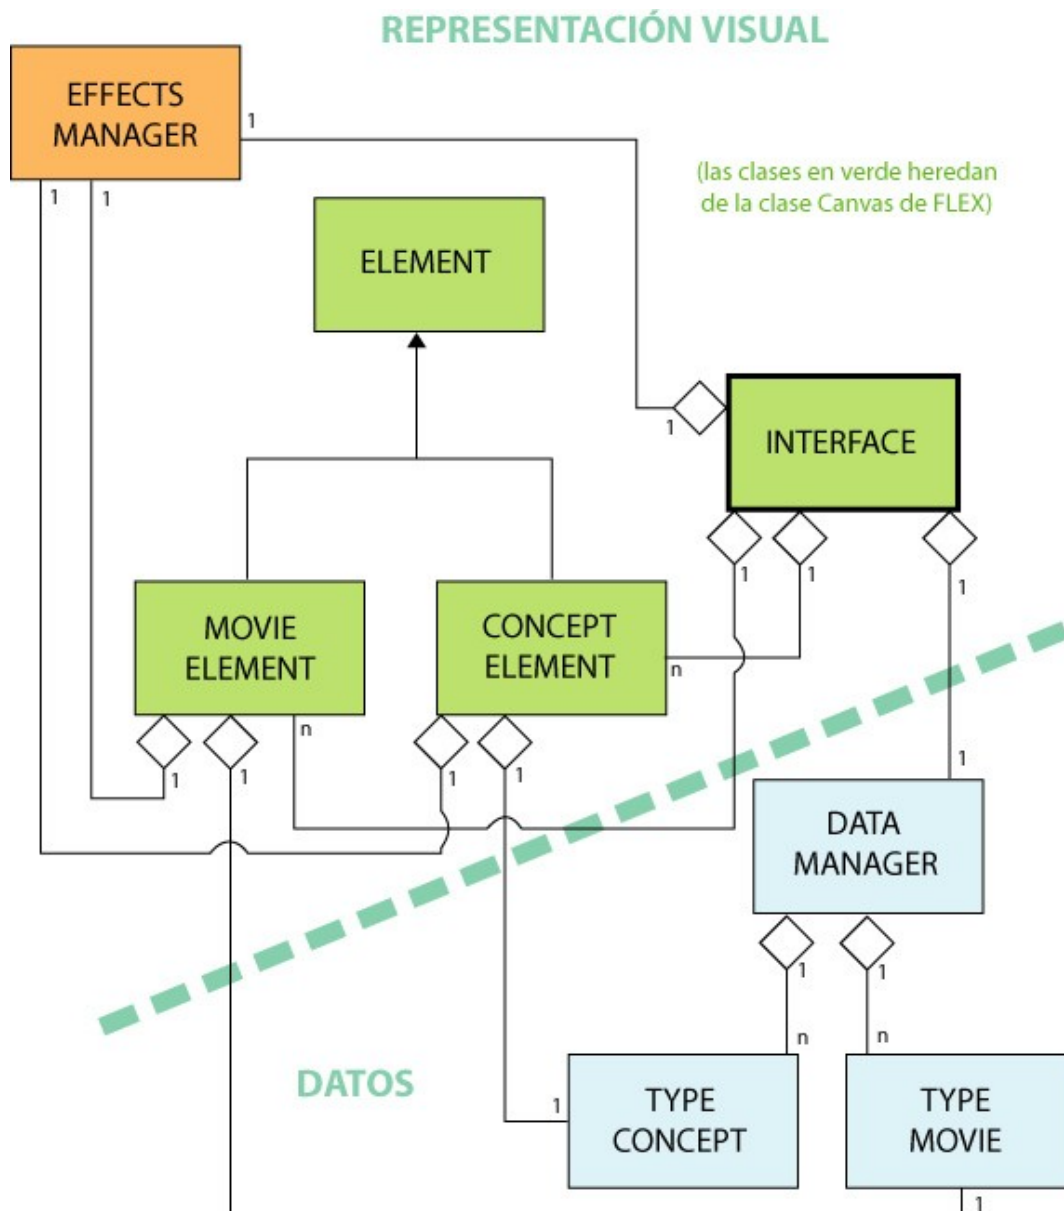 REPRESENTACIÓN VISUAL
EFFECTS
MANAGER
1
1
1
(las clases en verde heredan
de la clase Canvas de FLEX)
ELEMENT
1
INTERFACE
1
1
1
MOVIE
ELEMENT
CONCEPT
ELEMENT
n
n
1
1
1
1
1
DATA
MANAGER
1
1
n
n
DATOS
1
TYPE
CONCEPT
TYPE
MOVIE
1